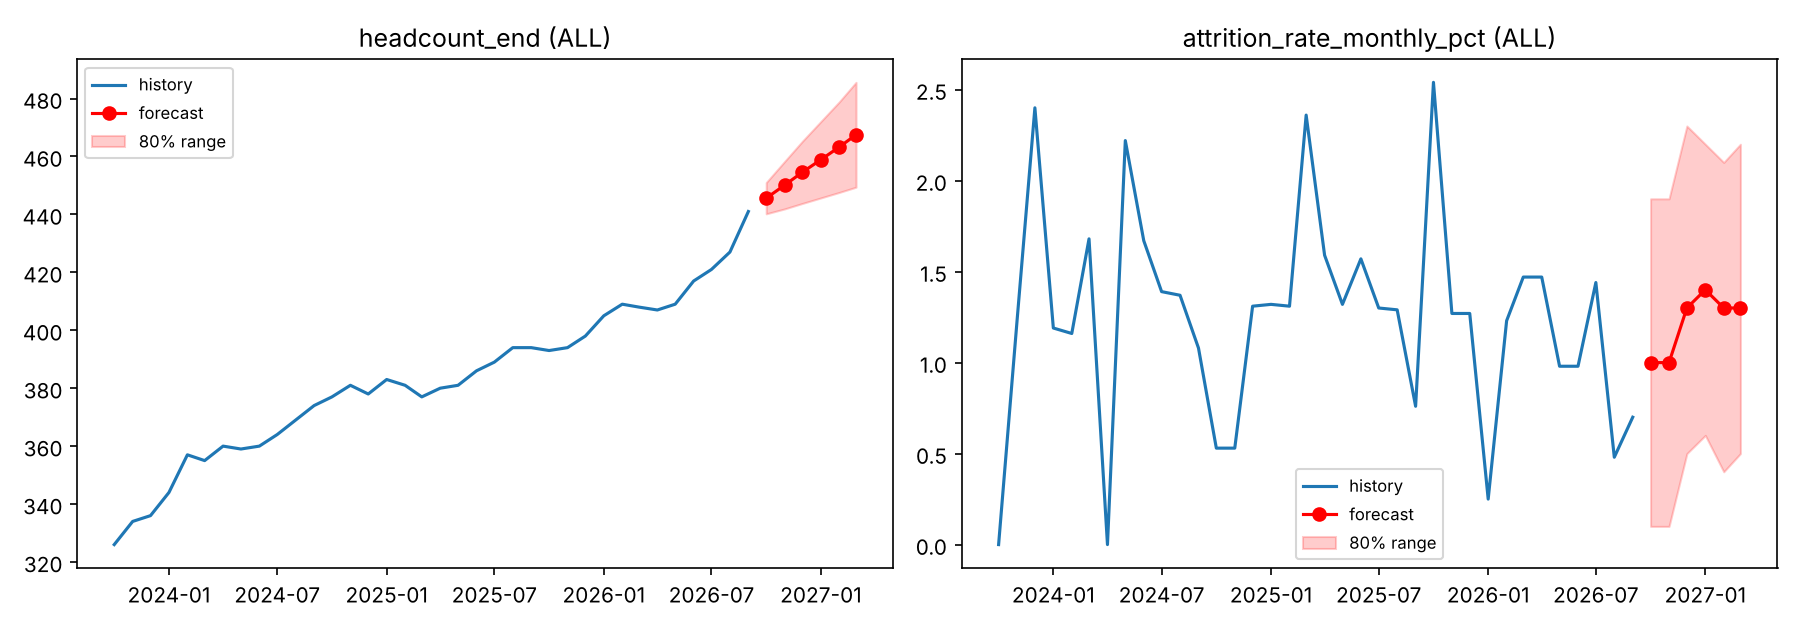 headcount_end (ALL)
history
forecast
80% range
480
460
440
420
400
380
360
340
320
2024-01 2024-07 2025-01 2025-07 2026-01 2026-07 2027-01
attrition_rate_monthly_pct (ALL)
2.5
2.0
1.5
1.0
0.5
0.0
history
forecast
80% range
2024-01 2024-07 2025-01 2025-07 2026-01 2026-07 2027-01